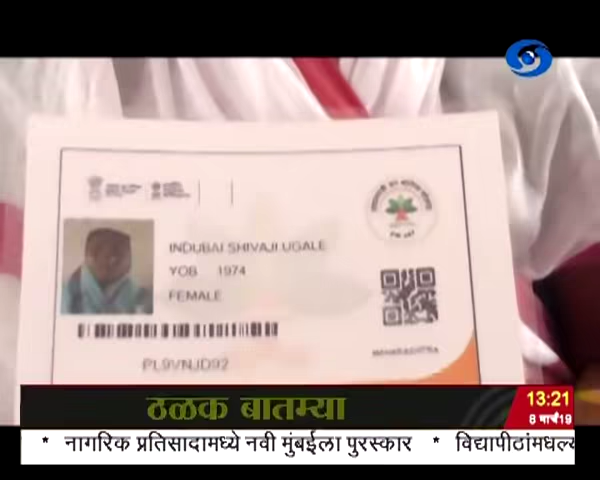 INDUBAI SHIVAJI UGALE
YOB 1974
FEMALE
PL9VNJD92
MAHARASHTRA
ठळक बातम्या
13:21
8 मार्च19
* नागरिक प्रतिसादामध्ये नवी मुंबईला पुरस्कार * विद्यापीठांमधल्य